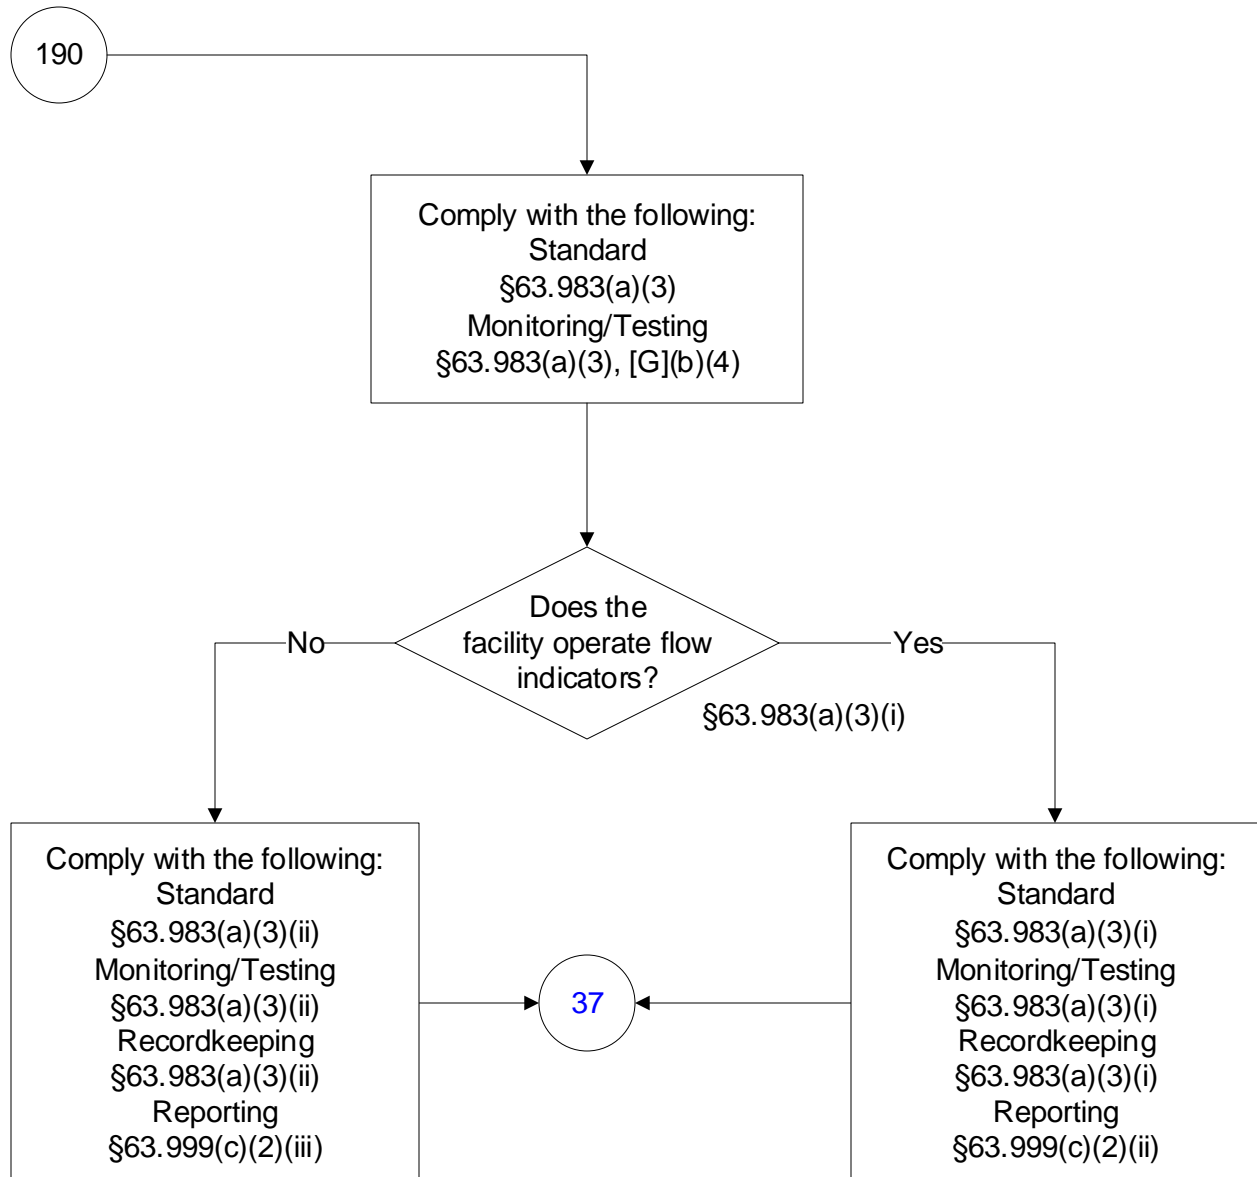 190
Comply with the following:
Standard
§63.983(a)(3)
Monitoring/Testing
§63.983(a)(3), [G](b)(4)
Does the
facility operate flow
indicators?
No
Yes
§63.983(a)(3)(i)
Comply with the following:
Standard
§63.983(a)(3)(ii)
Monitoring/Testing
§63.983(a)(3)(ii)
Recordkeeping
§63.983(a)(3)(ii)
Reporting
§63.999(c)(2)(iii)
37
Comply with the following:
Standard
§63.983(a)(3)(i)
Monitoring/Testing
§63.983(a)(3)(i)
Recordkeeping
§63.983(a)(3)(i)
Reporting
§63.999(c)(2)(ii)